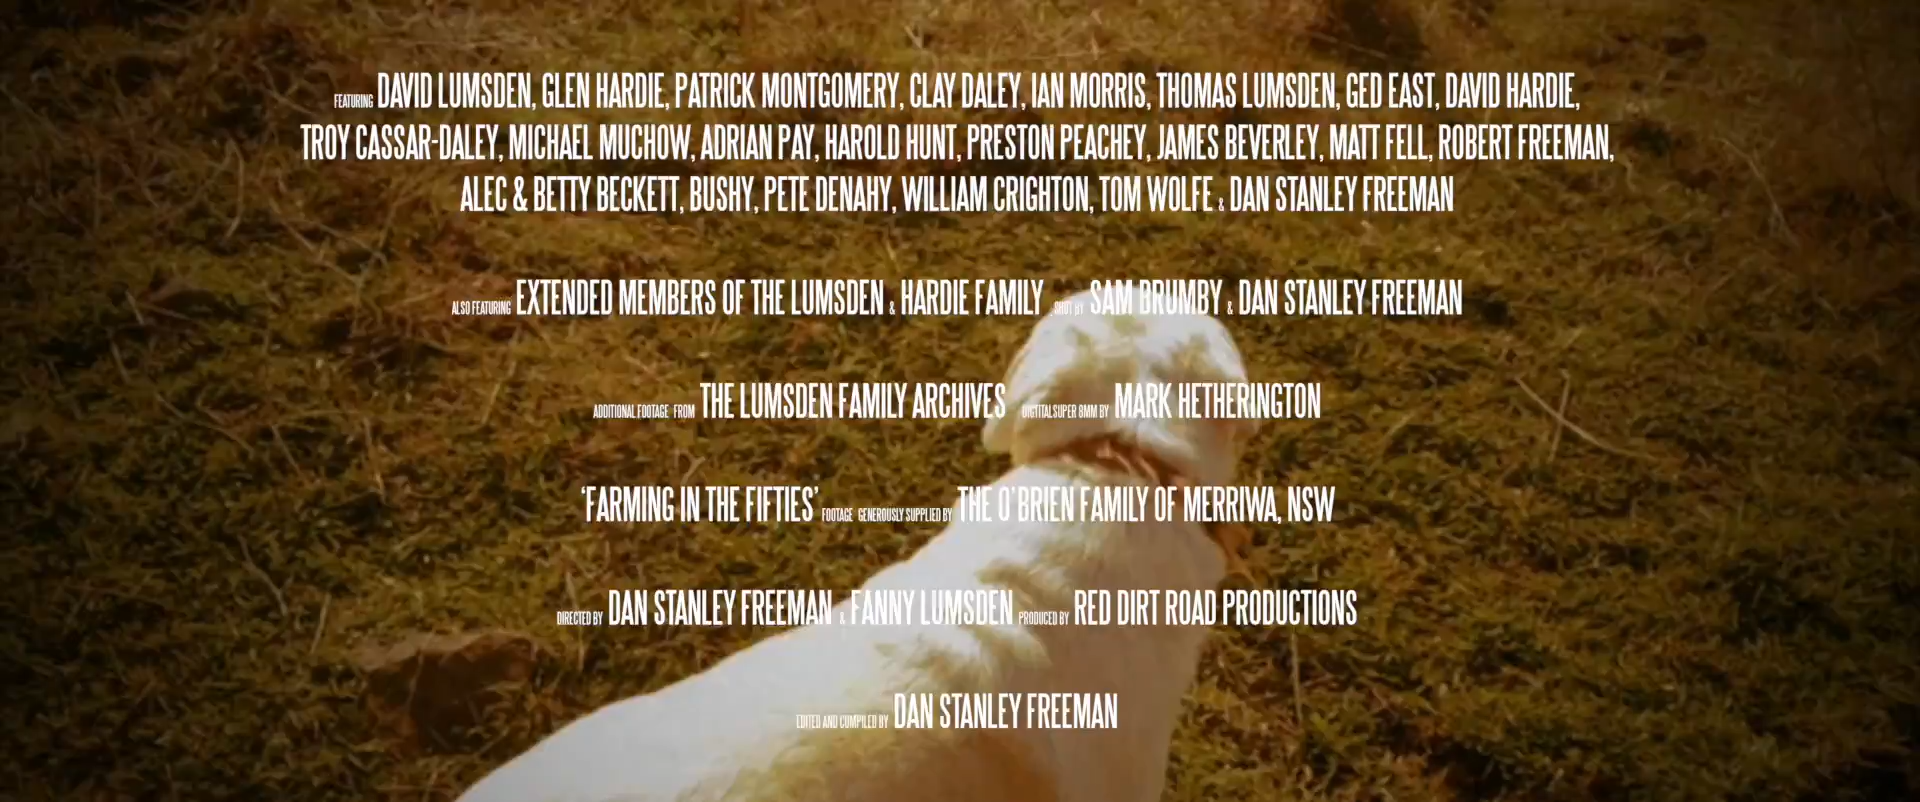 FEATURING DAVID LUMSDEN, GLEN HARDIE, PATRICK MONTGOMERY, CLAY DALEY, IAN MORRIS, THOMAS LUMSDEN, GED EAST, DAVID HARDIE,
TROY CASSAR-DALEY, MICHAEL MUCHOW, ADRIAN PAY, HAROLD HUNT, PRESTON PEACHEY, JAMES BEVERLEY, MATT FELL, ROBERT FREEMAN,
ALEC & BETTY BECKETT, BUSHY, PETE DENAHY, WILLIAM CRIGHTON, TOM WOLFE & DAN STANLEY FREEMAN
ALSO FEATURING EXTENDED MEMBERS OF THE LUMSDEN & HARDIE FAMILY SHOT BY SAM BRUMBY & DAN STANLEY FREEMAN
ADDITIONAL FOOTAGE FROM THE LUMSDEN FAMILY ARCHIVES DIGTITAL SUPER 8MM BY MARK HETHERINGTON
'FARMING IN THE FIFTIES' FOOTAGE GENEROUSLY SUPPLIED BY THE O'BRIEN FAMILY OF MERRIWA, NSW
DIRECTED BY DAN STANLEY FREEMAN & FANNY LUMSDEN PRODUCED BY RED DIRT ROAD PRODUCTIONS
EDITED AND COMPILED BY DAN STANLEY FREEMAN